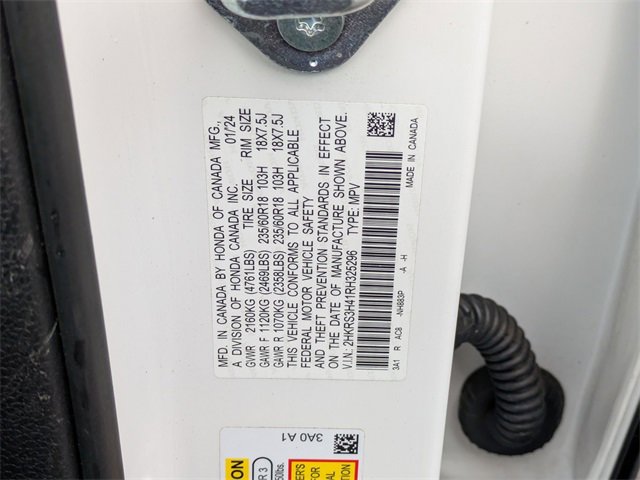 MFD. IN CANADA BY HONDA OF CANADA MFG.,
A DIVISION OF HONDA CANADA INC. 01/24
GVWR 2160KG (4761LBS) TIRE SIZE RIM SIZE
GAWR F 1120KG (2469LBS) 235/60R18 103H 18X7.5J
GAWR R 1070KG (2358LBS) 235/60R18 103H 18X7.5J
THIS VEHICLE CONFORMS TO ALL APPLICABLE
FEDERAL MOTOR VEHICLE SAFETY
AND THEFT PREVENTION STANDARDS IN EFFECT
ON THE DATE OF MANUFACTURE SHOWN ABOVE.
V.I.N: 2HKRS3H41RH325296 TYPE: MPV
3A1 R AC8 -NH883P -A -H MADE IN CANADA
3A0 A1